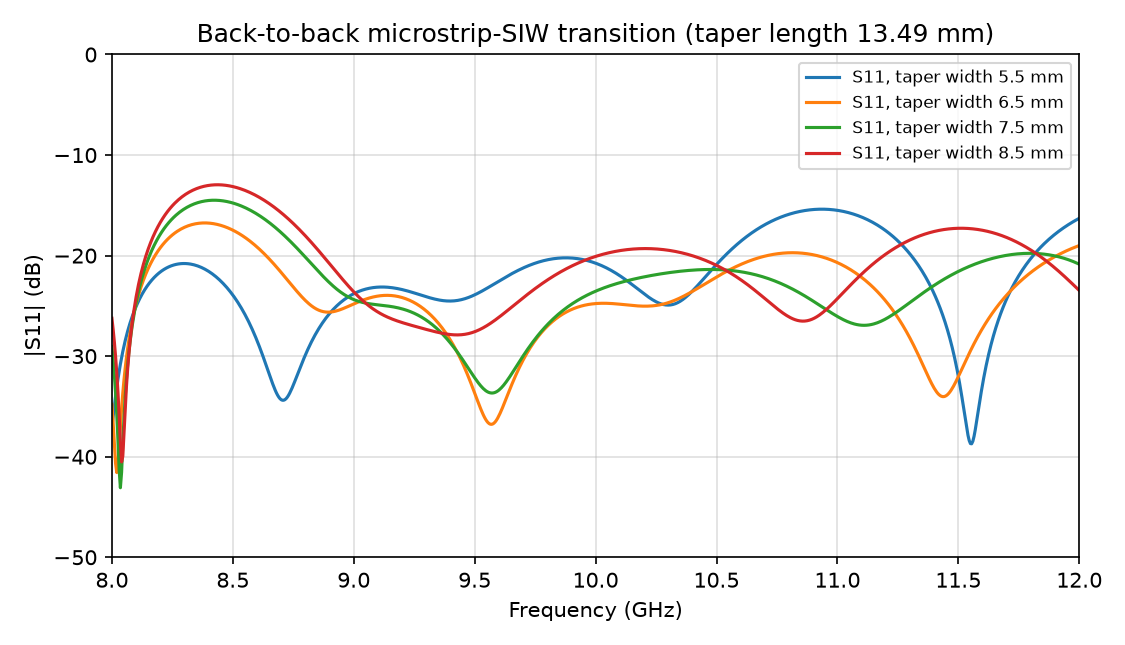 Back-to-back microstrip-SIW transition (taper length 13.49 mm)
0
−10
−20
−30
−40
−50
|S11| (dB)
S11, taper width 5.5 mm
S11, taper width 6.5 mm
S11, taper width 7.5 mm
S11, taper width 8.5 mm
8.0 8.5 9.0 9.5 10.0 10.5 11.0 11.5 12.0
Frequency (GHz)